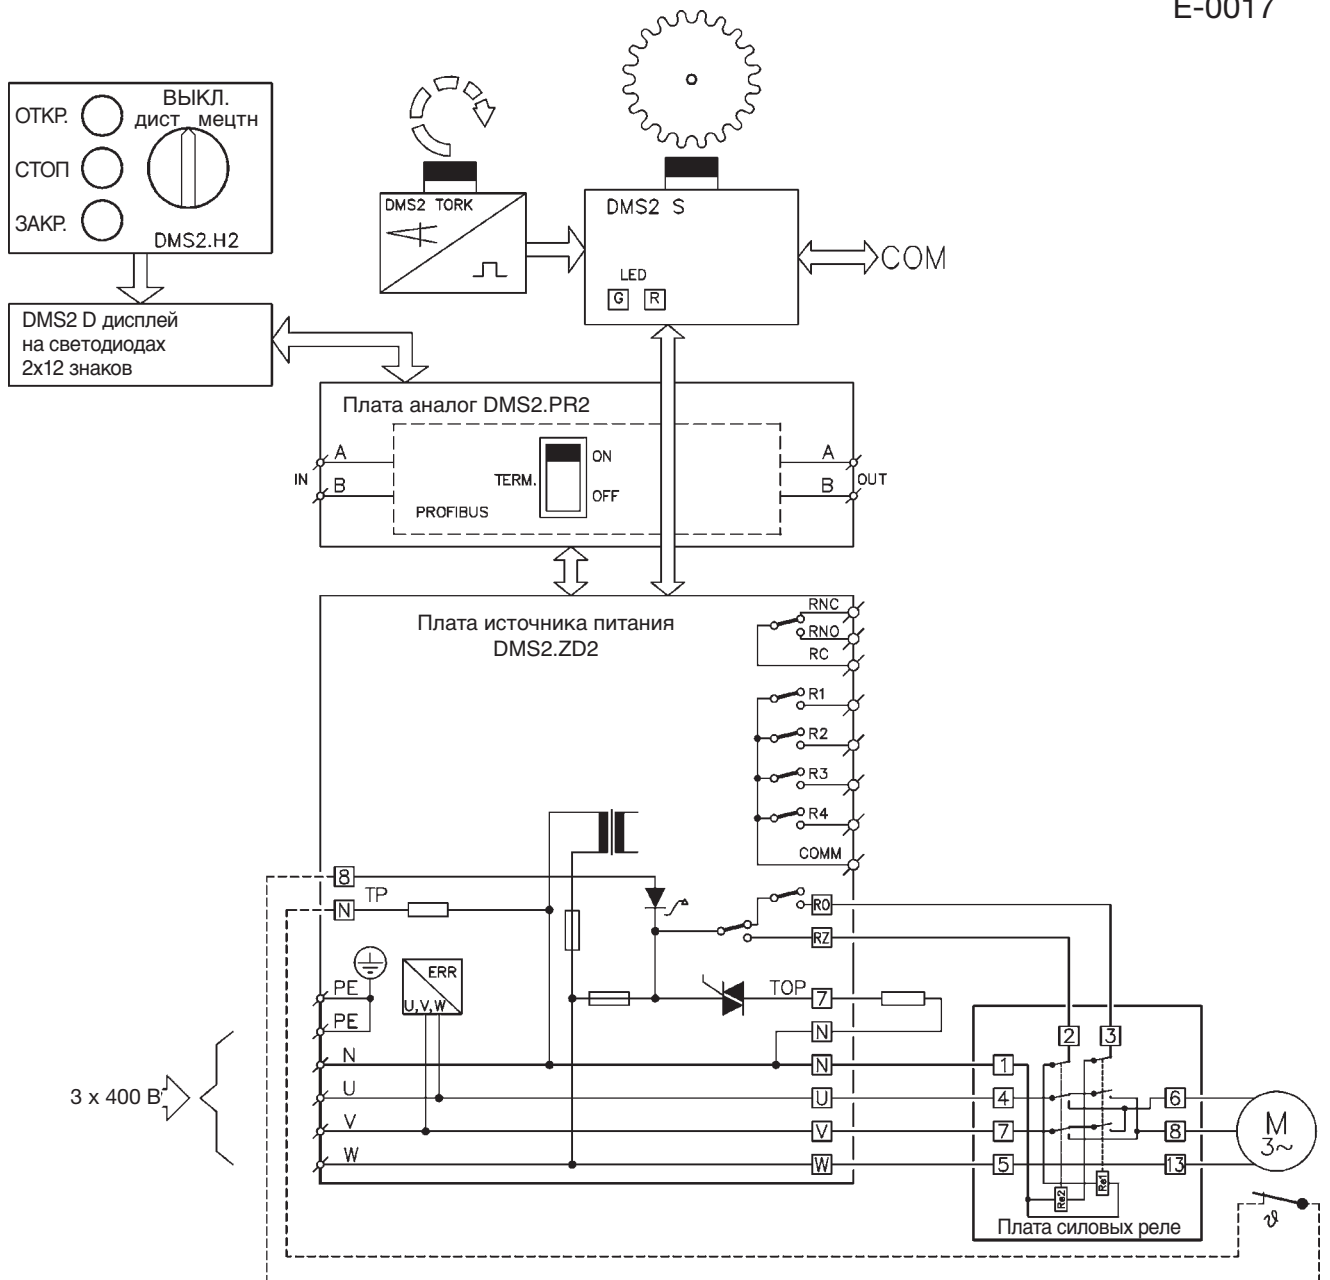 E-0017
ОТКР.
СТОП
ЗАКР.
ВЫКЛ.
дист мецтн
DMS2.H2
DMS2 D дисплей
на светодиодах
2x12 знаков
DMS2 TORK
DMS2 S
LED
G R
COM
Плата аналог DMS2.PR2
IN
A
B
TERM.
ON
OFF
PROFIBUS
A
B
OUT
Плата источника питания
DMS2.ZD2
RNC
RNO
RC
R1
R2
R3
R4
COMM
8
TP
N
RO
RZ
PE
PE
ERR
U,V,W
TOP
7
N
N
N
U
U
V
V
W
W
3 x 400 В
2
3
1
4
7
5
6
8
13
Re2
Re1
M
3~
Плата силовых реле
ϑ